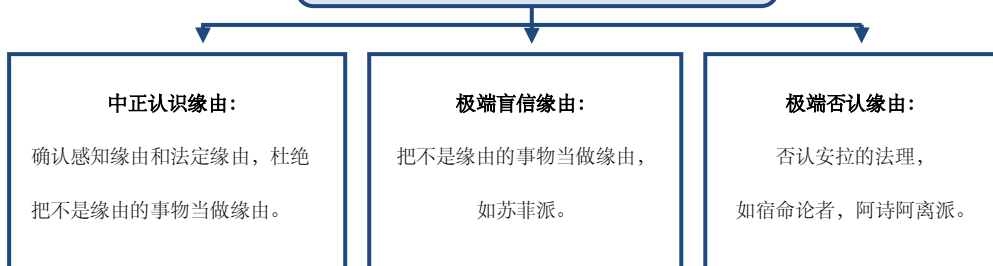 中正认识缘由：
确认感知缘由和法定缘由，杜绝
把不是缘由的事物当做缘由。
极端盲信缘由：
把不是缘由的事物当做缘由，
如苏菲派。
极端否认缘由：
否认安拉的法理，
如宿命论者，阿诗阿离派。